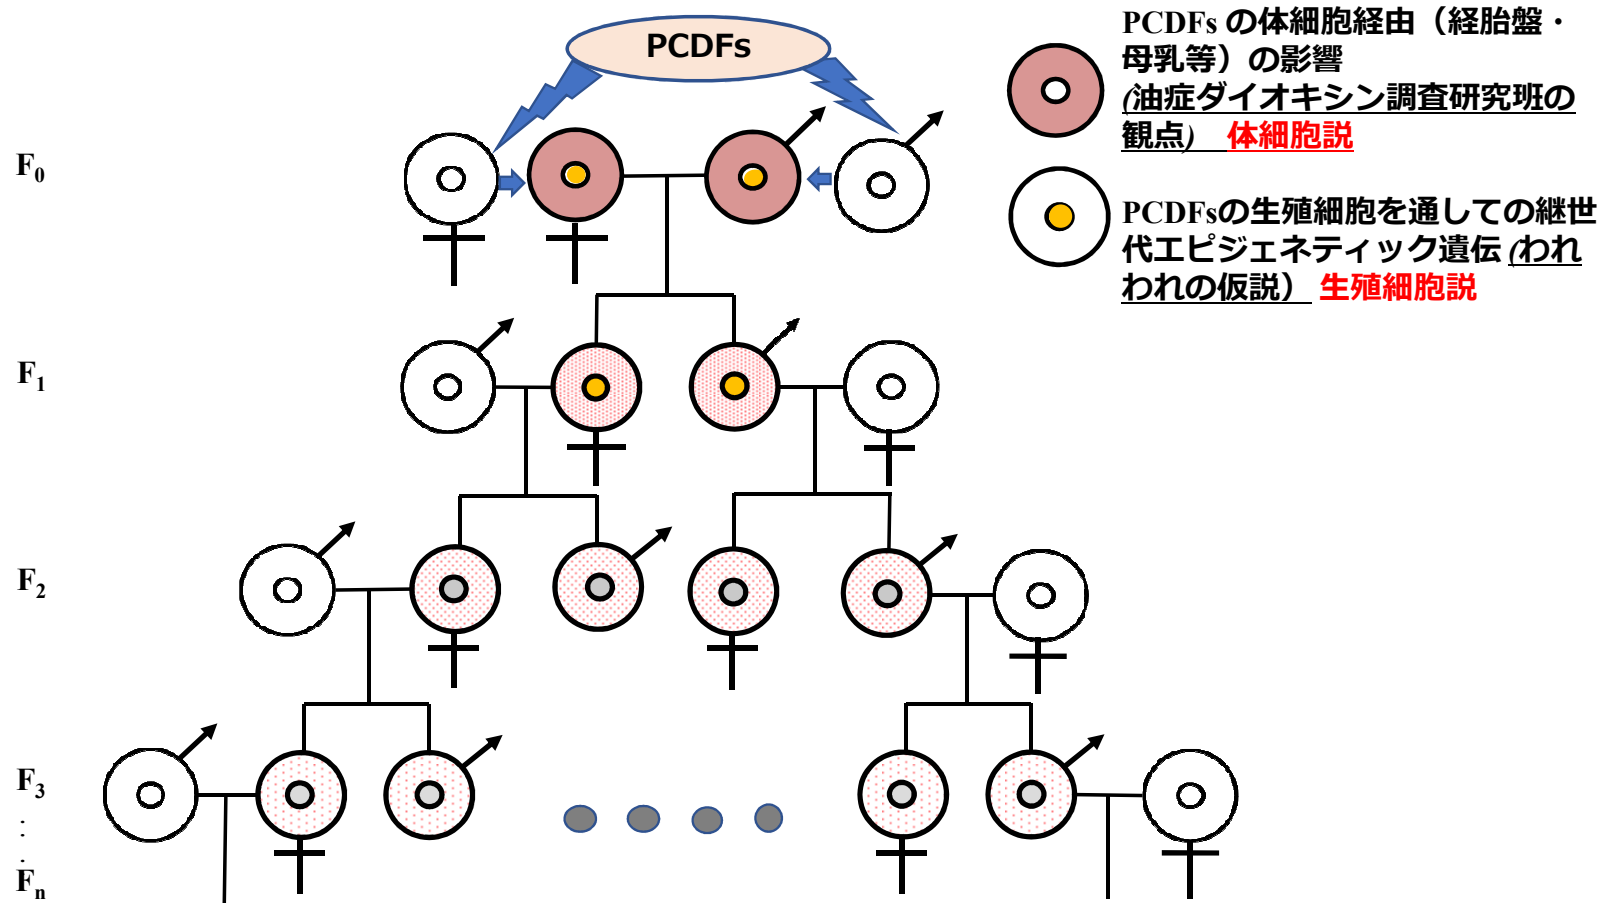 PCDFs
PCDFs の体細胞経由（経胎盤・
母乳等）の影響
(油症ダイオキシン調査研究班の
観点) 体細胞説
PCDFsの生殖細胞を通しての継世
代エピジェネティック遺伝 (われ
われの仮説） 生殖細胞説
F0
F1
F2
F3
:
:
Fn